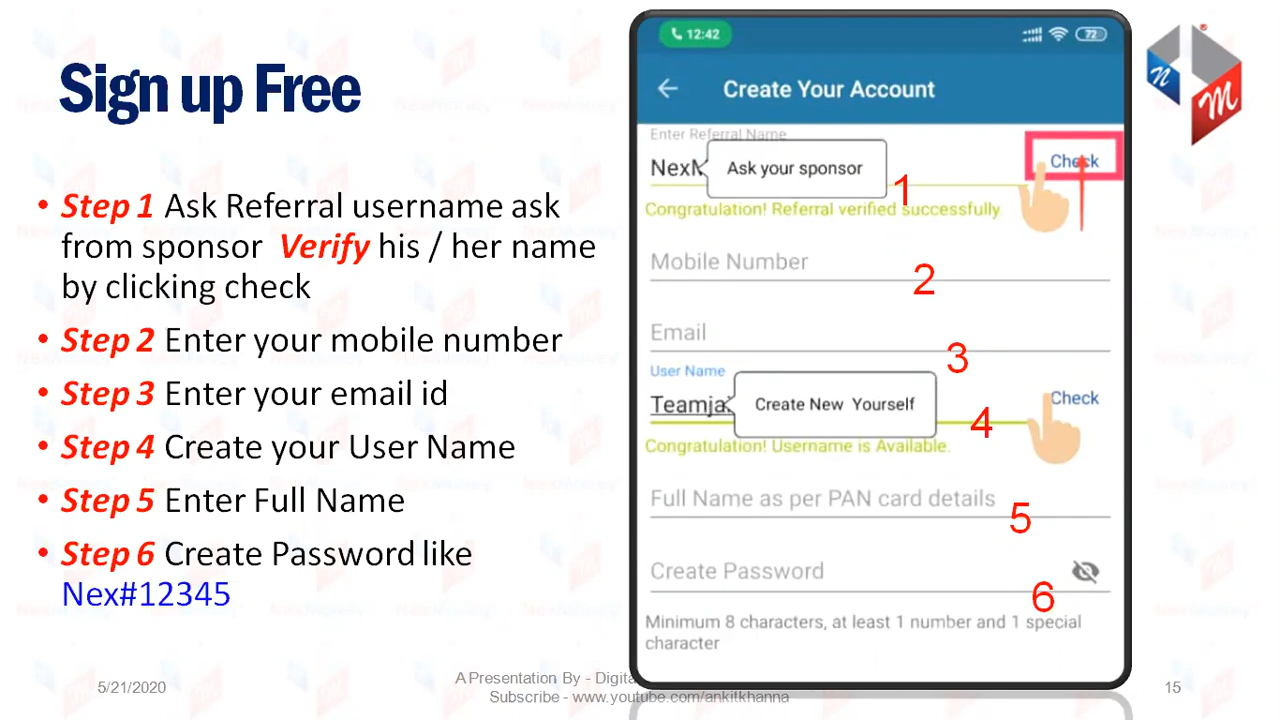 Sign up Free
• Step 1 Ask Referral username ask
from sponsor Verify his / her name
by clicking check
• Step 2 Enter your mobile number
• Step 3 Enter your email id
• Step 4 Create your User Name
• Step 5 Enter Full Name
• Step 6 Create Password like
Nex#12345
12:42
72
Create Your Account
Enter Referral Name
Ask your sponsor
Check
1
Congratulation! Referral verified successfully
Mobile Number
2
Email
3
User Name
Teamja
Create New Yourself
Check
4
Congratulation! Username is Available.
Full Name as per PAN card details
5
Create Password
6
Minimum 8 characters, at least 1 number and 1 special
character
n
m
5/21/2020
A Presentation By - Digita
Subscribe - www.youtube.com/ankitkhanna
15